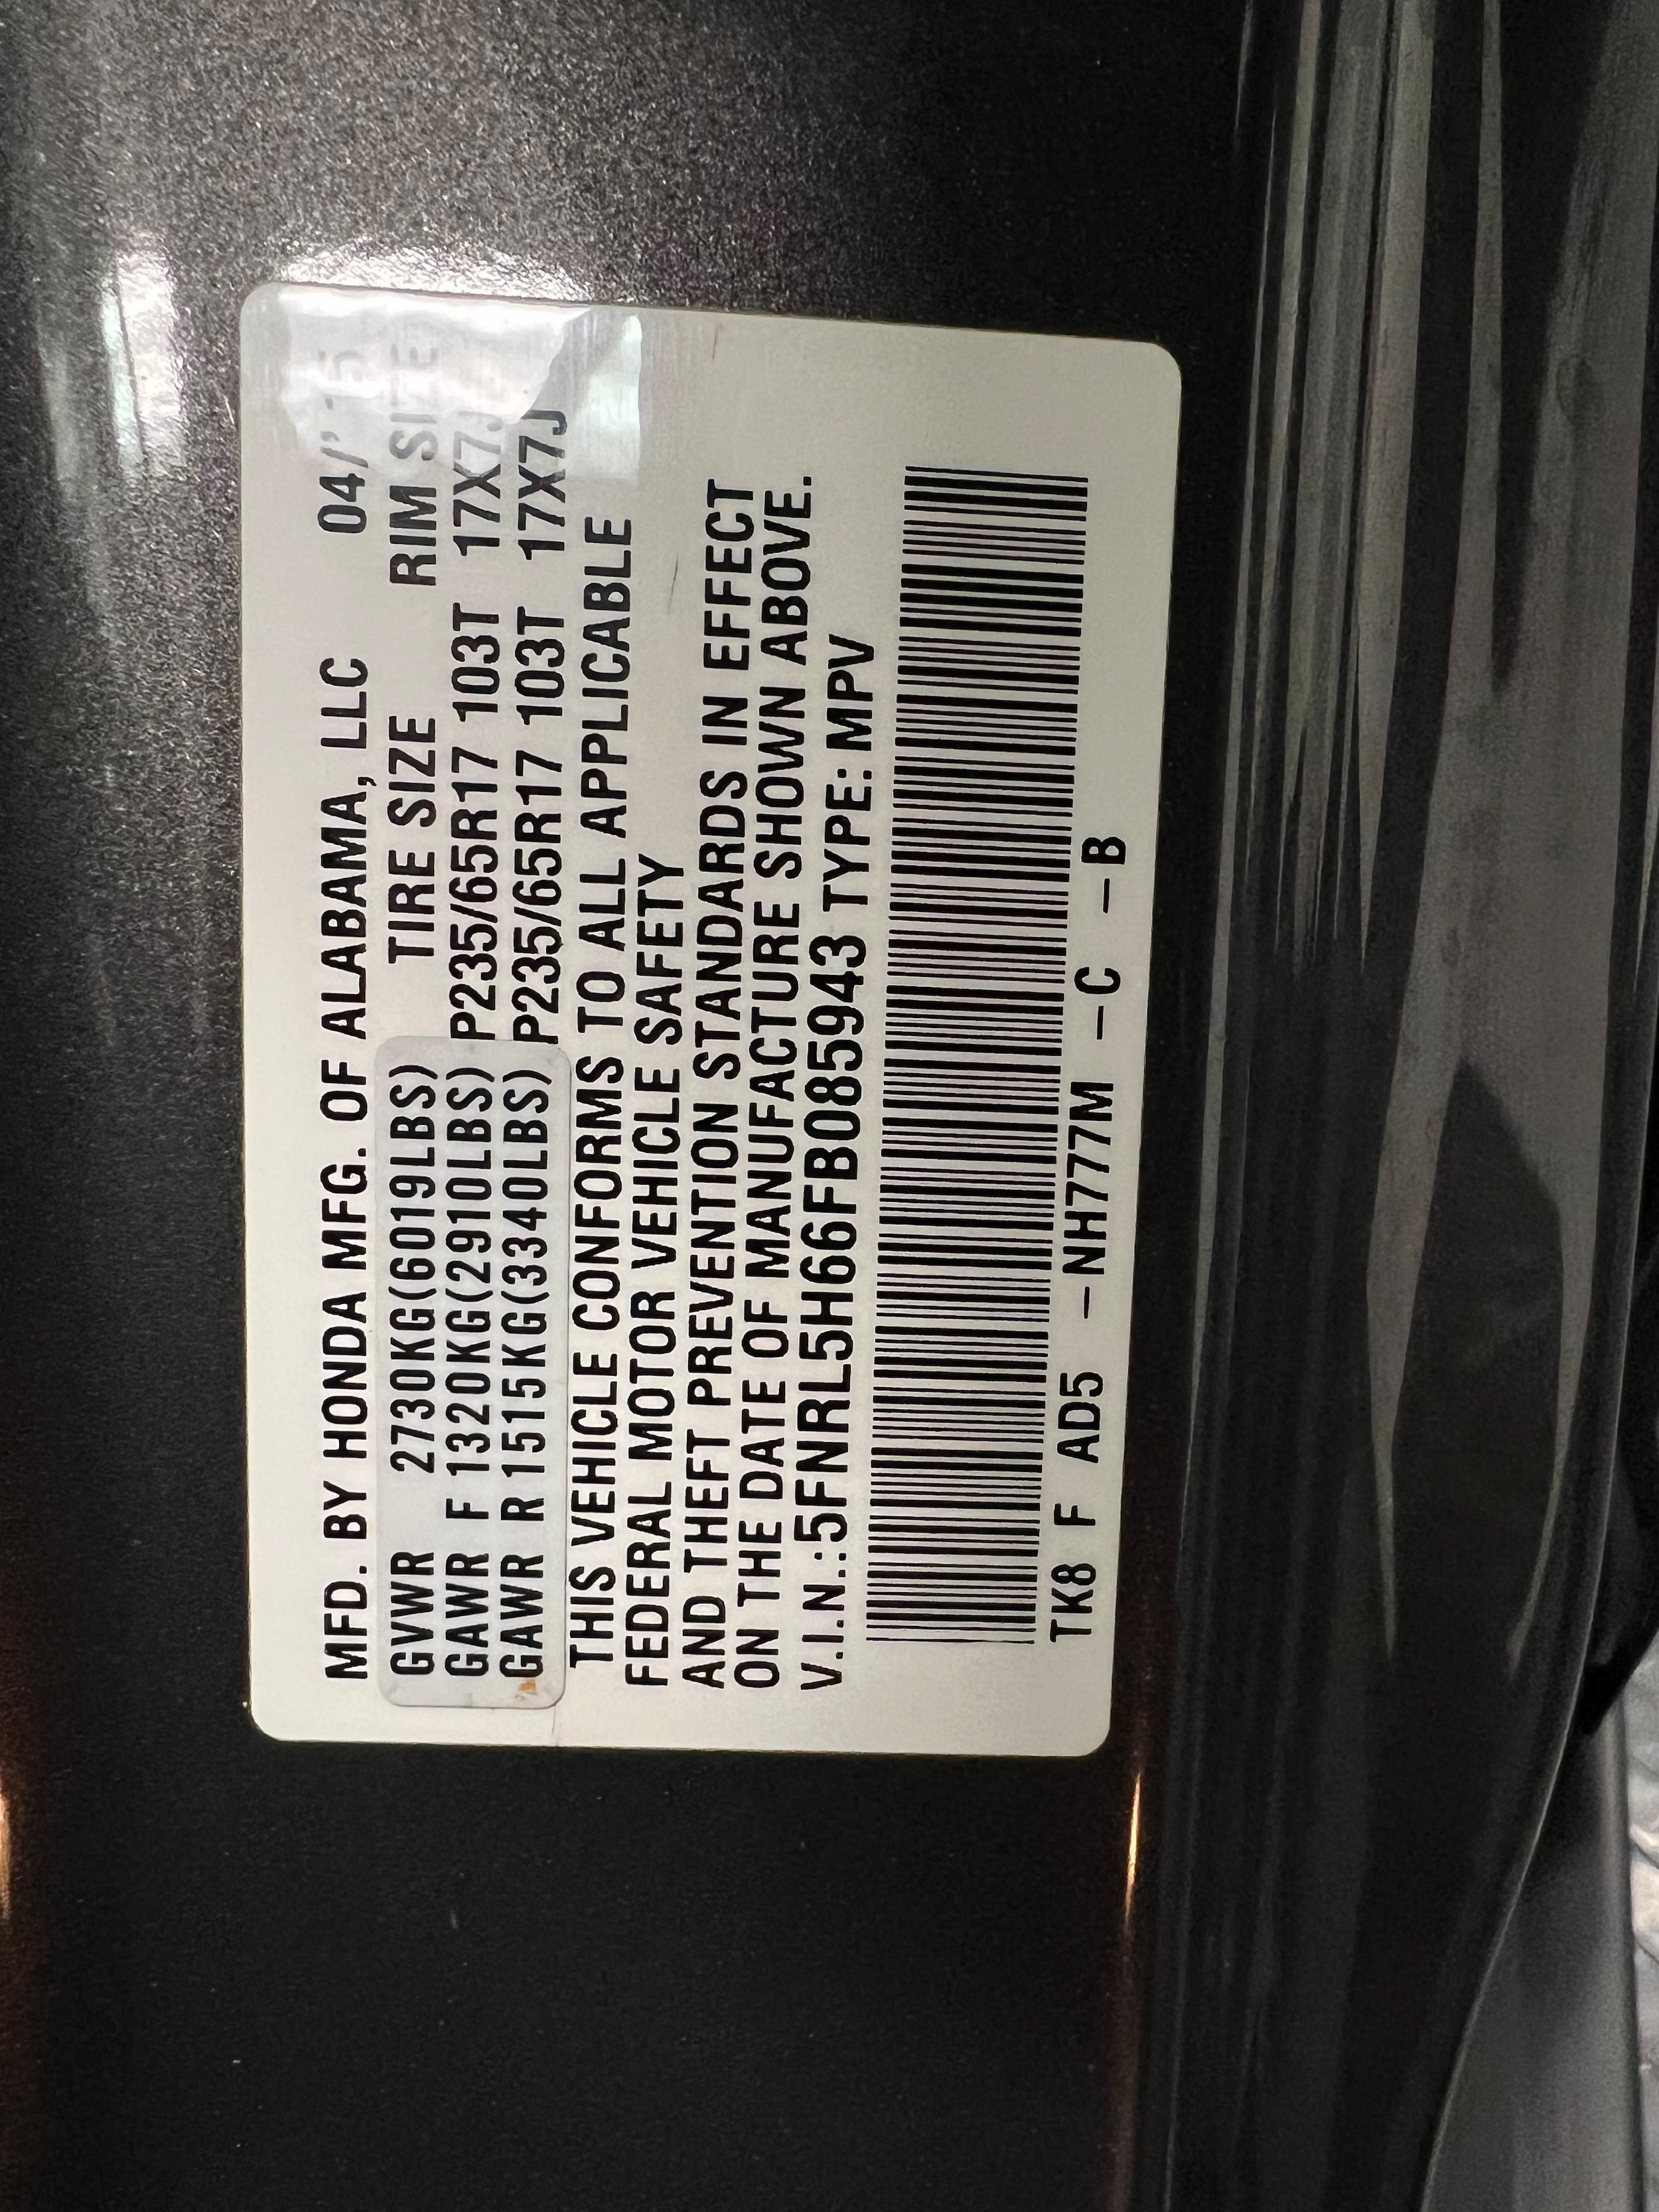 MFD. BY HONDA MFG. OF ALABAMA, LLC 04/'15
TIRE SIZE RIM SIZE
GVWR 2730KG(6019LBS)
GAWR F 1320KG(2910LBS) P235/65R17 103T 17X7J
GAWR R 1515KG(3340LBS) P235/65R17 103T 17X7J
THIS VEHICLE CONFORMS TO ALL APPLICABLE
FEDERAL MOTOR VEHICLE SAFETY
AND THEFT PREVENTION STANDARDS IN EFFECT
ON THE DATE OF MANUFACTURE SHOWN ABOVE.
V.I.N.:5FNRL5H66FB085943 TYPE: MPV
TK8 F AD5 –NH777M –C –B